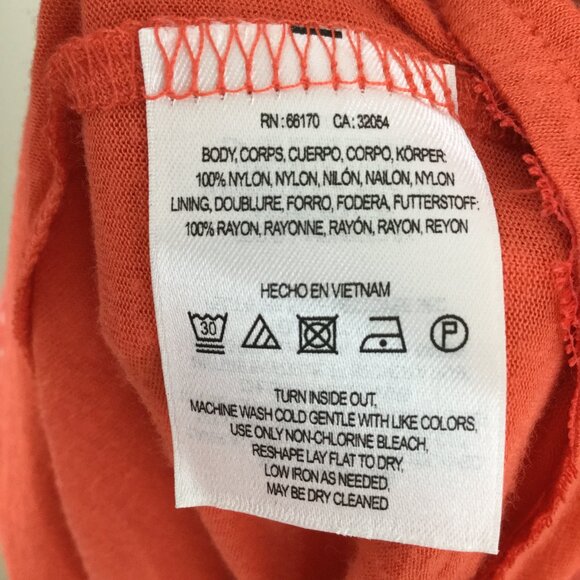 RN : 66170 CA : 32054
BODY, CORPS, CUERPO, CORPO, KÖRPER:
100% NYLON, NYLON, NILÓN, NAILON, NYLON
LINING, DOUBLURE, FORRO, FODERA, FUTTERSTOFF:
100% RAYON, RAYONNE, RAYÓN, RAYON, REYON
HECHO EN VIETNAM
30 P
TURN INSIDE OUT,
MACHINE WASH COLD GENTLE WITH LIKE COLORS,
USE ONLY NON-CHLORINE BLEACH,
RESHAPE LAY FLAT TO DRY,
LOW IRON AS NEEDED,
MAY BE DRY CLEANED